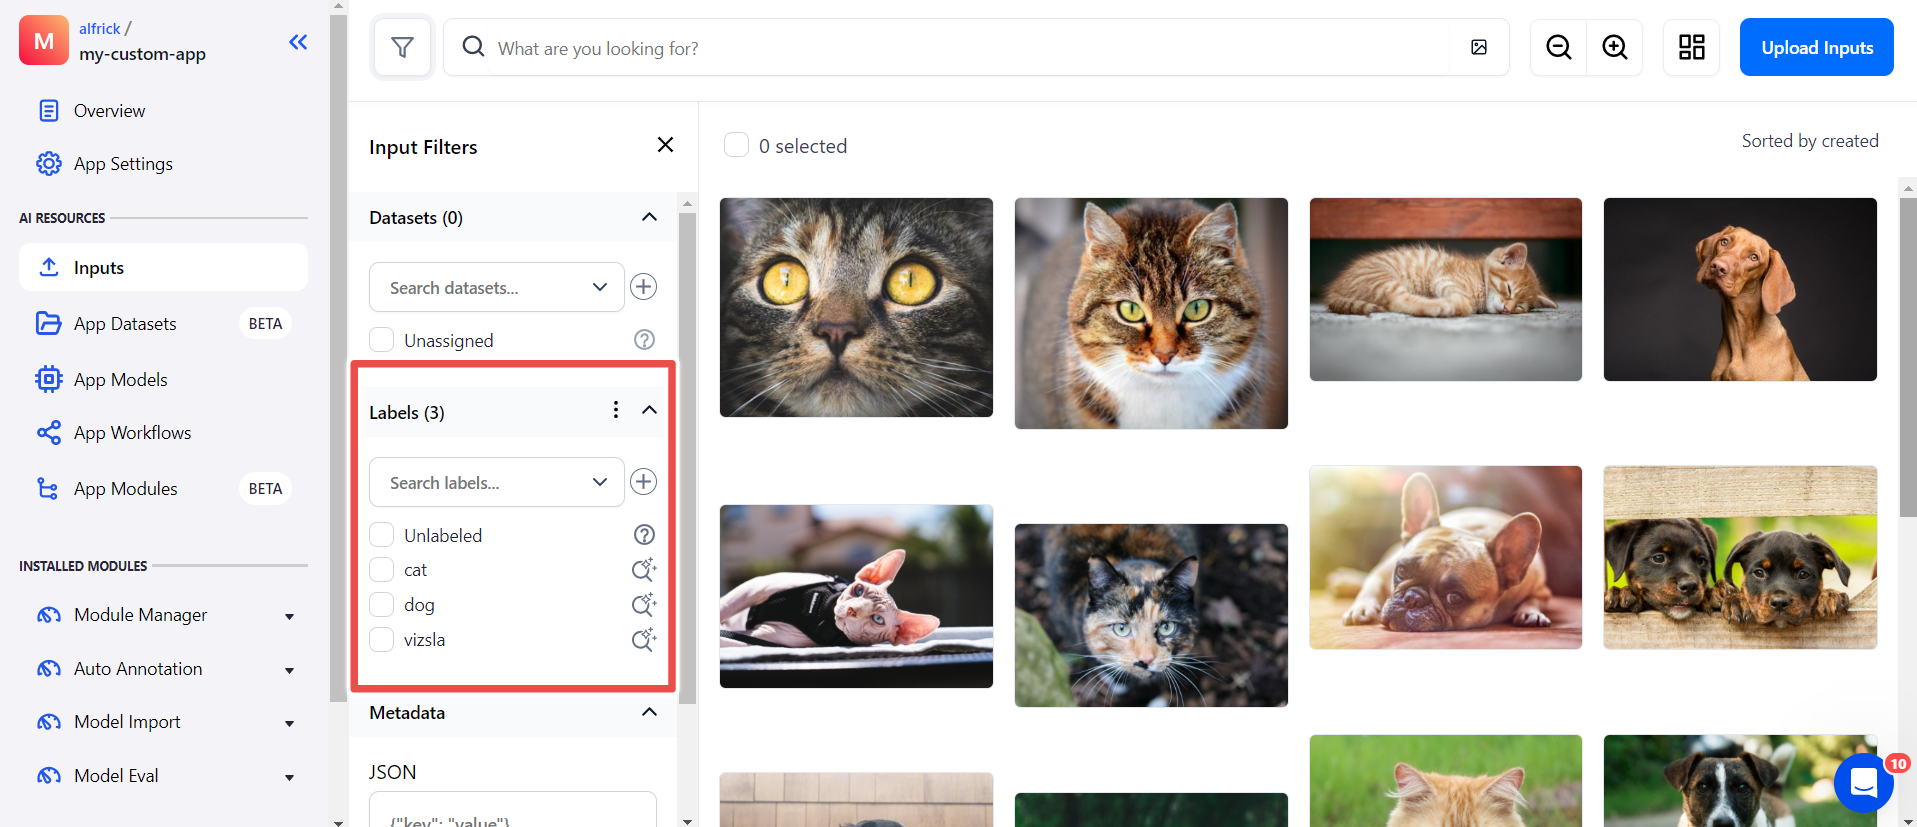 M
alfrick /
my-custom-app
Overview
App Settings
AI RESOURCES
Inputs
App Datasets BETA
App Models
App Workflows
App Modules BETA
INSTALLED MODULES
Module Manager
Auto Annotation
Model Import
Model Eval
What are you looking for?
Upload Inputs
Input Filters
Datasets (0)
Search datasets...
Unassigned
Labels (3)
Search labels...
Unlabeled
cat
dog
vizsla
Metadata
JSON
{"key": "value"}
0 selected
Sorted by created
10